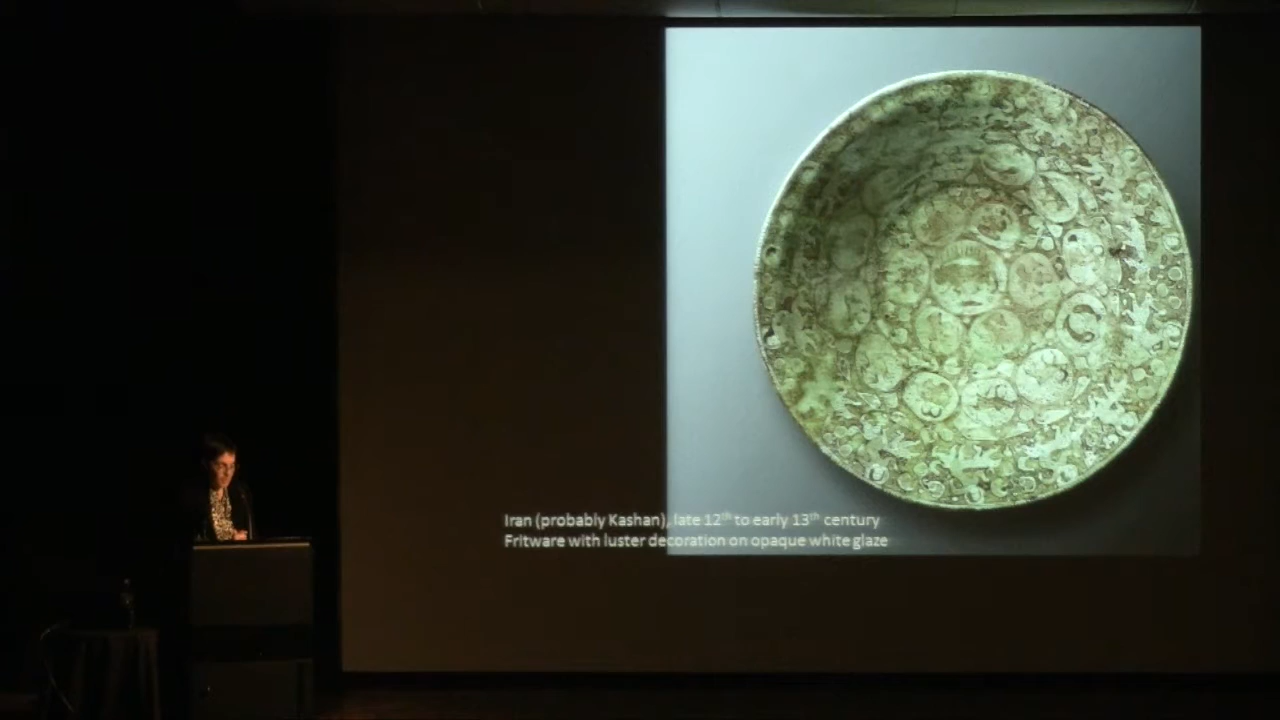 Iran (probably Kashan), late 12th to early 13th century
Fritware with luster decoration on opaque white glaze